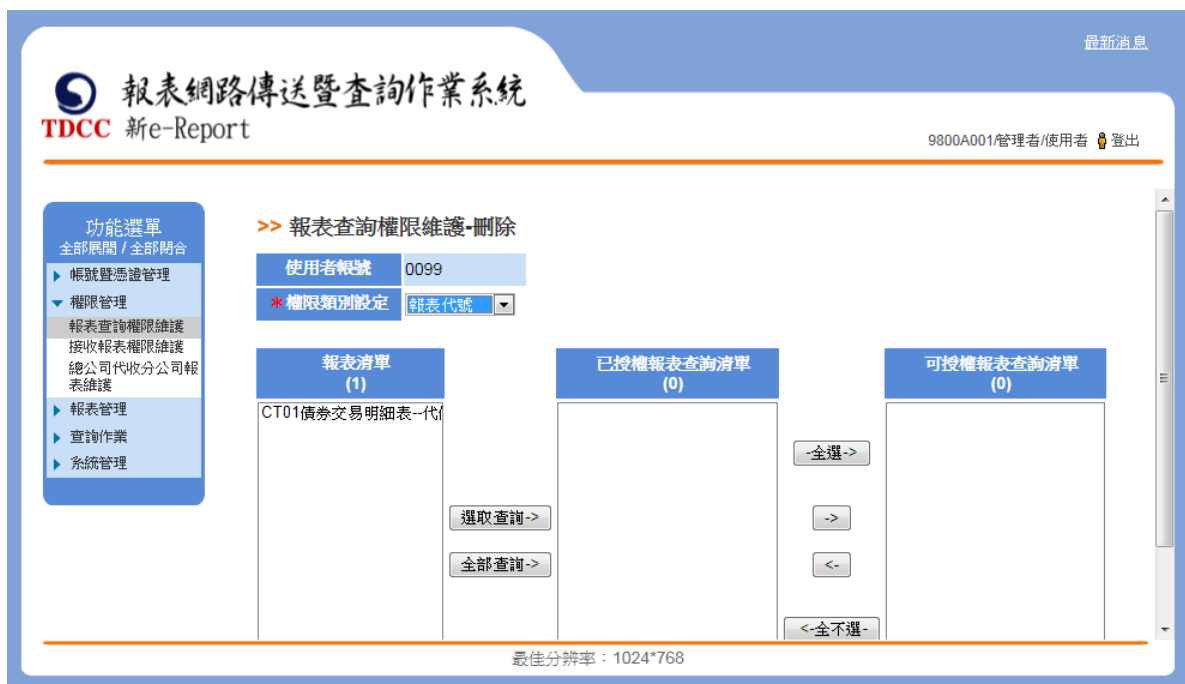 最新消息
報表網路傳送暨查詢作業系統
TDCC 新e-Report
9800A001/管理者/使用者 登出
功能選單
全部展開 / 全部閉合
帳號暨憑證管理
權限管理
報表查詢權限維護
接收報表權限維護
總公司代收分公司報
表維護
報表管理
查詢作業
系統管理
>> 報表查詢權限維護-刪除
使用者帳號 0099
*權限類別設定 報表代號
報表清單
(1)
已授權報表查詢清單
(0)
可授權報表查詢清單
(0)
CT01債券交易明細表--代
-全選->
選取查詢->
->
全部查詢->
<-
<-全不選-
最佳分辨率：1024*768